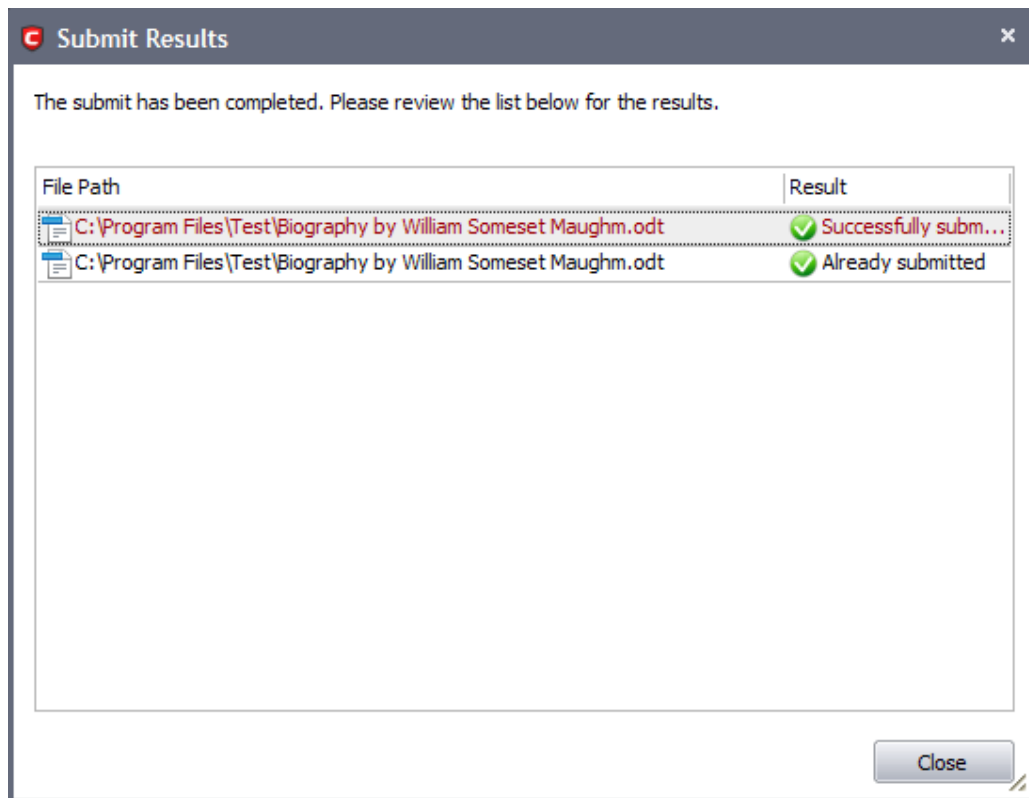 Submit Results
The submit has been completed. Please review the list below for the results.
File Path Result
C:\Program Files\Test\Biography by William Someset Maughm.odt Successfully subm...
C:\Program Files\Test\Biography by William Someset Maughm.odt Already submitted
Close